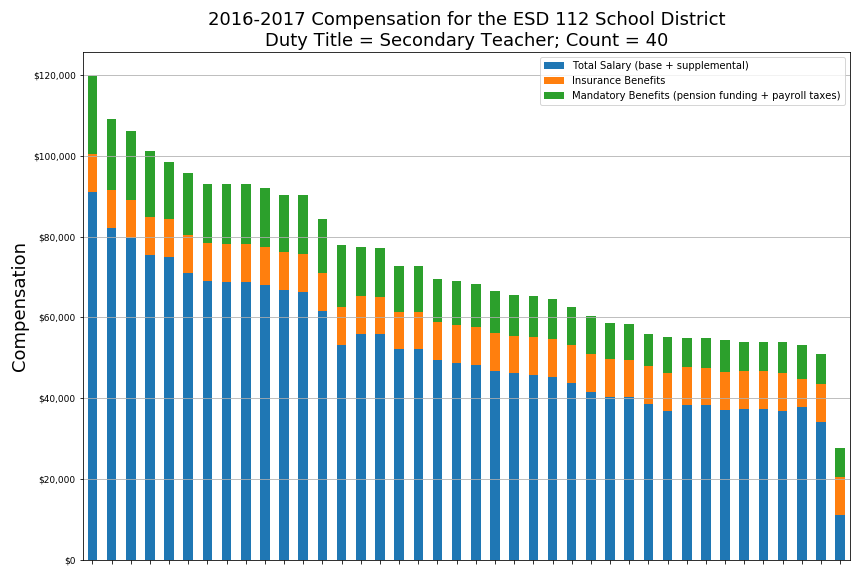 2016-2017 Compensation for the ESD 112 School District
Duty Title = Secondary Teacher; Count = 40
Total Salary (base + supplemental)
Insurance Benefits
Mandatory Benefits (pension funding + payroll taxes)
Compensation
$120,000
$100,000
$80,000
$60,000
$40,000
$20,000
$0